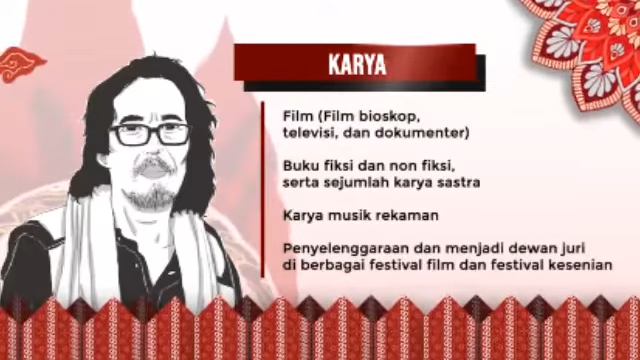 KARYA
Film (Film bioskop,
televisi, dan dokumenter)
Buku fiksi dan non fiksi,
serta sejumlah karya sastra
Karya musik rekaman
Penyelenggaraan dan menjadi dewan juri
di berbagai festival film dan festival kesenian